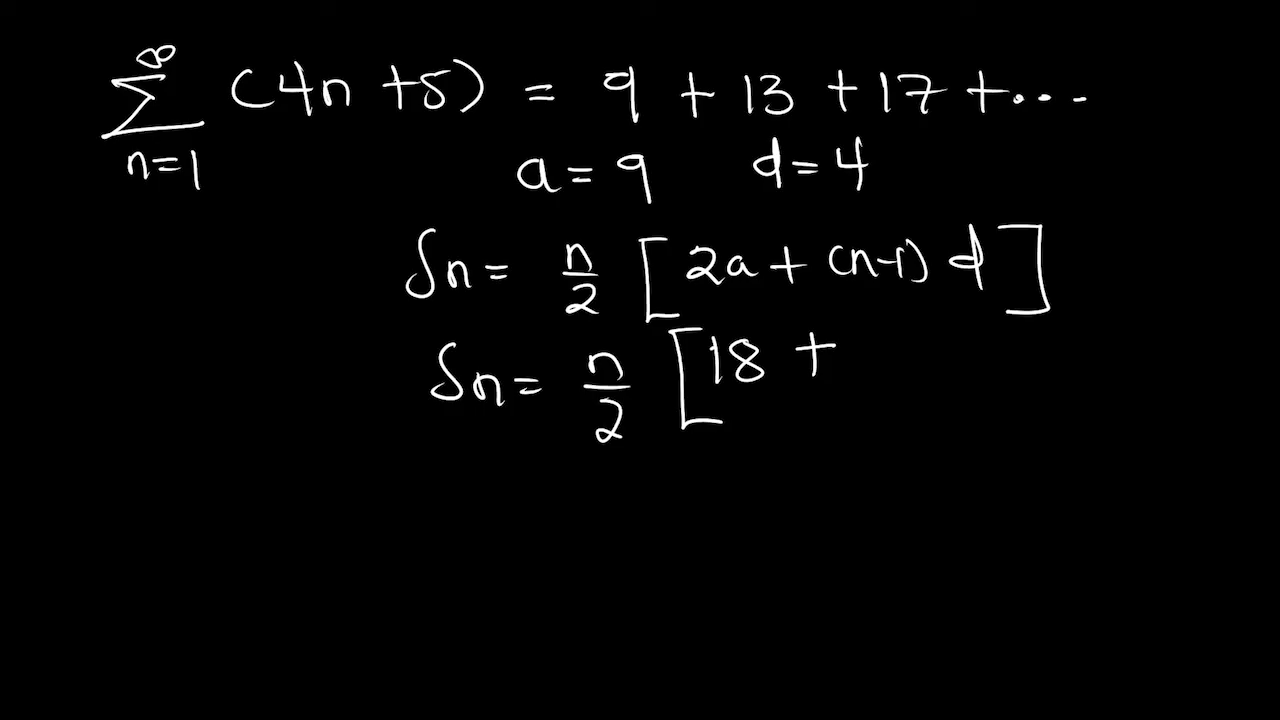 ∞
∑ (4n + 5) = 9 + 13 + 17 + ...
n=1
a = 9 d = 4
Sn = n/2 [2a + (n-1) d]
Sn = n/2 [18 +